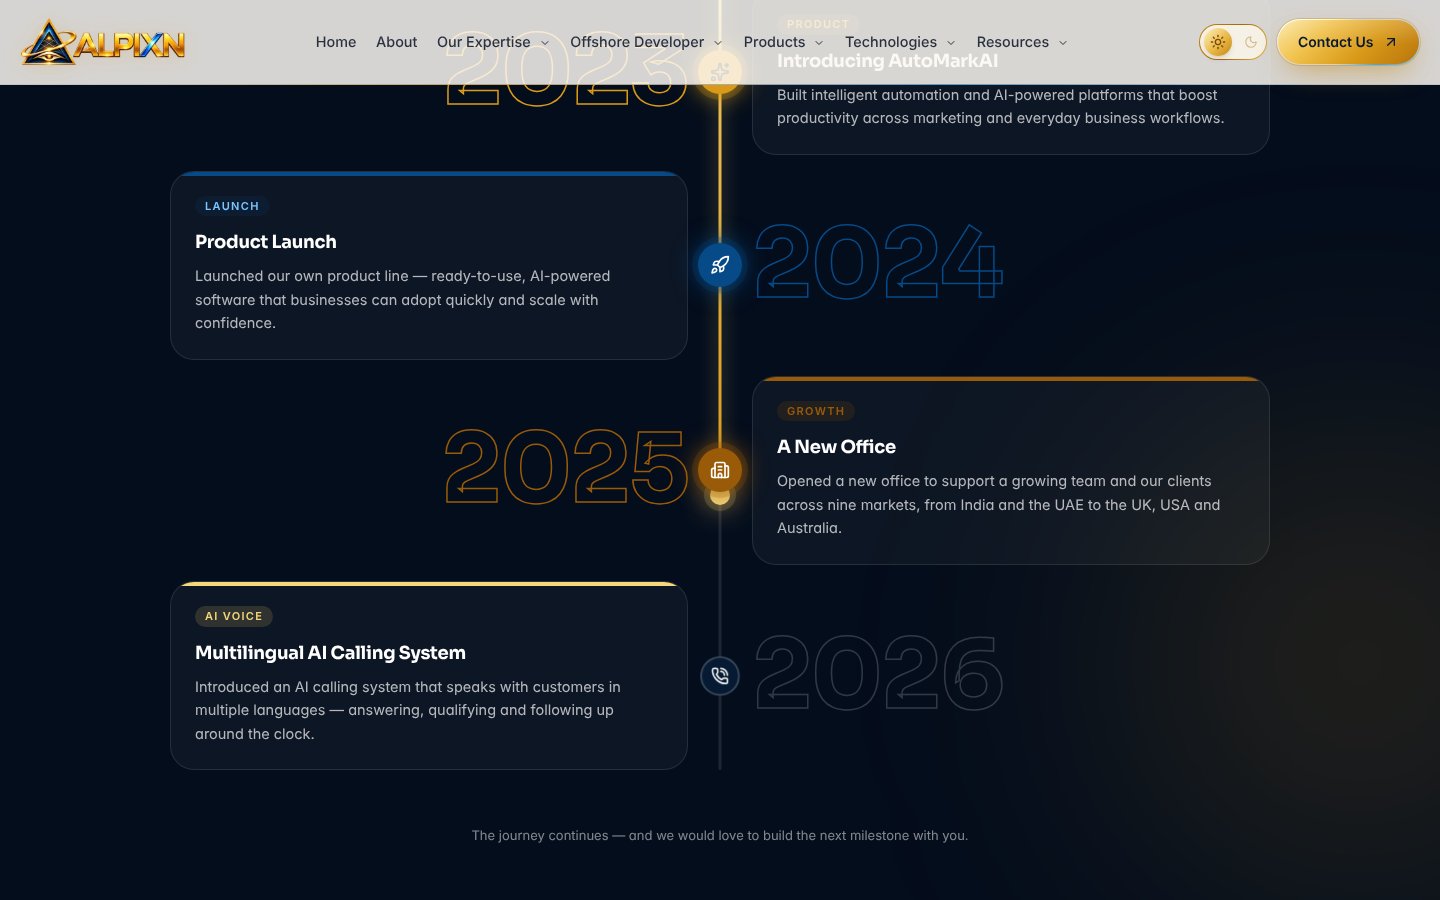 ALPIXN
Home
About
Our Expertise
Offshore Developer
Products
Technologies
Resources
Contact Us
2023
PRODUCT
Introducing AutoMarkAI
Built intelligent automation and AI-powered platforms that boost
productivity across marketing and everyday business workflows.
LAUNCH
Product Launch
Launched our own product line — ready-to-use, AI-powered
software that businesses can adopt quickly and scale with
confidence.
2024
2025
GROWTH
A New Office
Opened a new office to support a growing team and our clients
across nine markets, from India and the UAE to the UK, USA and
Australia.
AI VOICE
Multilingual AI Calling System
Introduced an AI calling system that speaks with customers in
multiple languages — answering, qualifying and following up
around the clock.
2026
The journey continues — and we would love to build the next milestone with you.